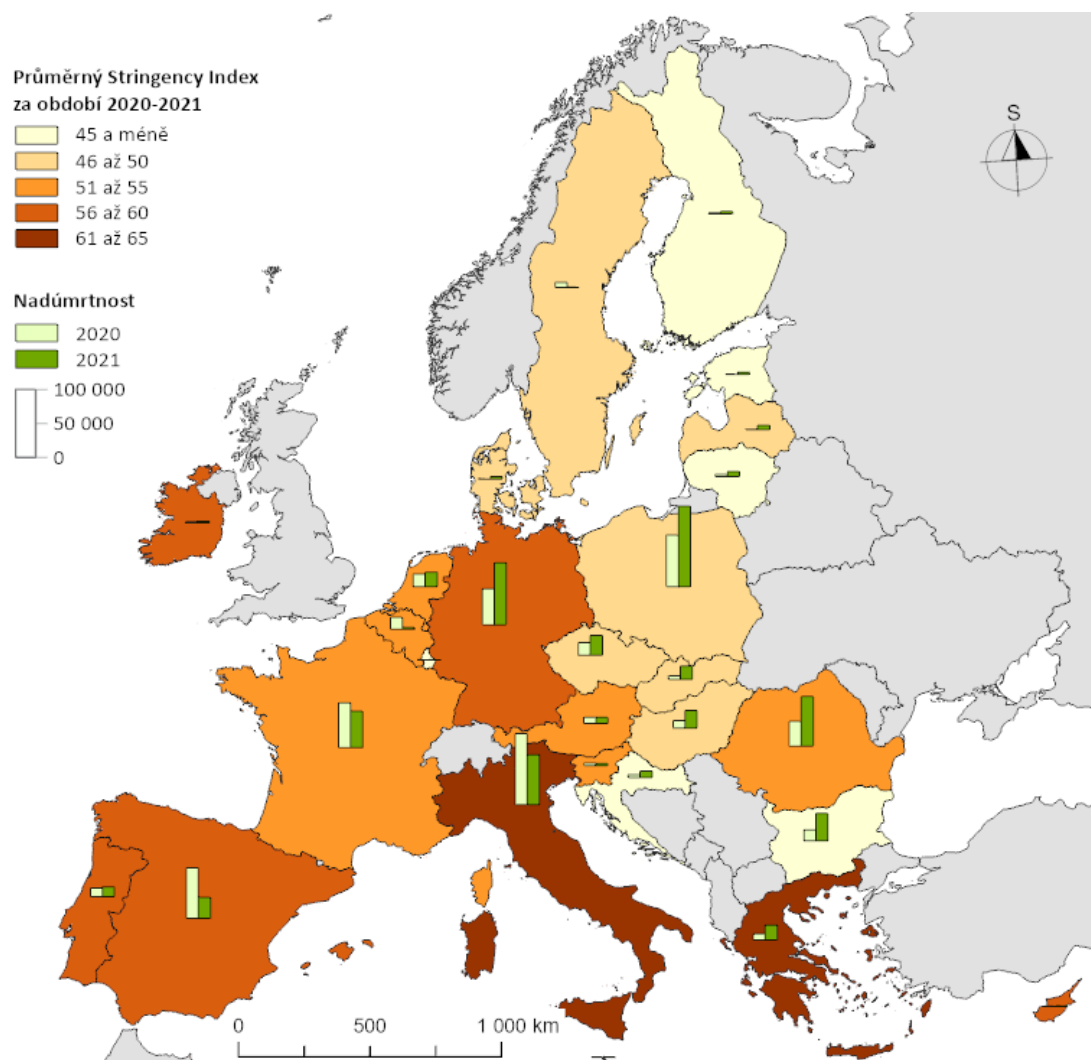 Průměrný Stringency Index
za období 2020-2021
45 a méně
46 až 50
51 až 55
56 až 60
61 až 65
Nadúmrtnost
2020
2021
100 000
50 000
0
S
0 500 1 000 km